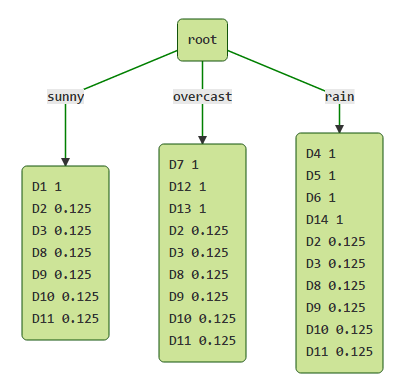 root
sunny
overcast
rain
D1 1
D2 0.125
D3 0.125
D8 0.125
D9 0.125
D10 0.125
D11 0.125
D7 1
D12 1
D13 1
D2 0.125
D3 0.125
D8 0.125
D9 0.125
D10 0.125
D11 0.125
D4 1
D5 1
D6 1
D14 1
D2 0.125
D3 0.125
D8 0.125
D9 0.125
D10 0.125
D11 0.125